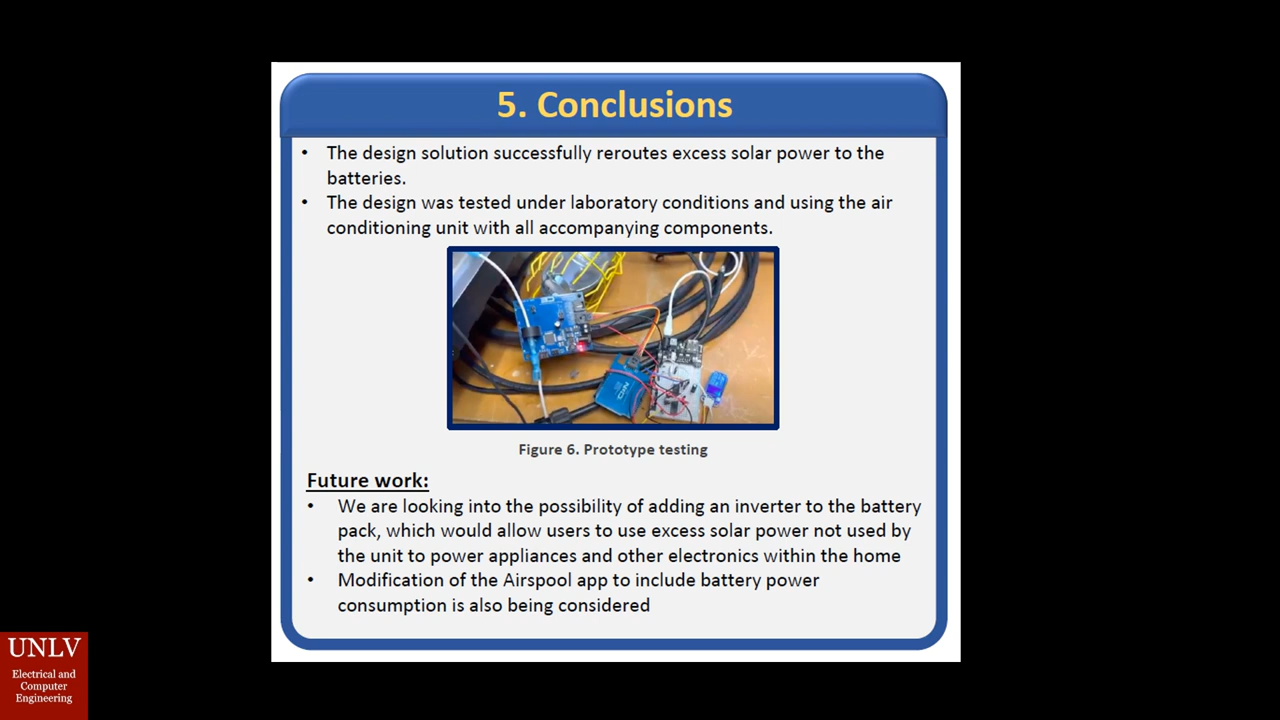 5. Conclusions
• The design solution successfully reroutes excess solar power to the
batteries.
• The design was tested under laboratory conditions and using the air
conditioning unit with all accompanying components.
Figure 6. Prototype testing
Future work:
• We are looking into the possibility of adding an inverter to the battery
pack, which would allow users to use excess solar power not used by
the unit to power appliances and other electronics within the home
• Modification of the Airspool app to include battery power
consumption is also being considered
UNLV
Electrical and
Computer
Engineering